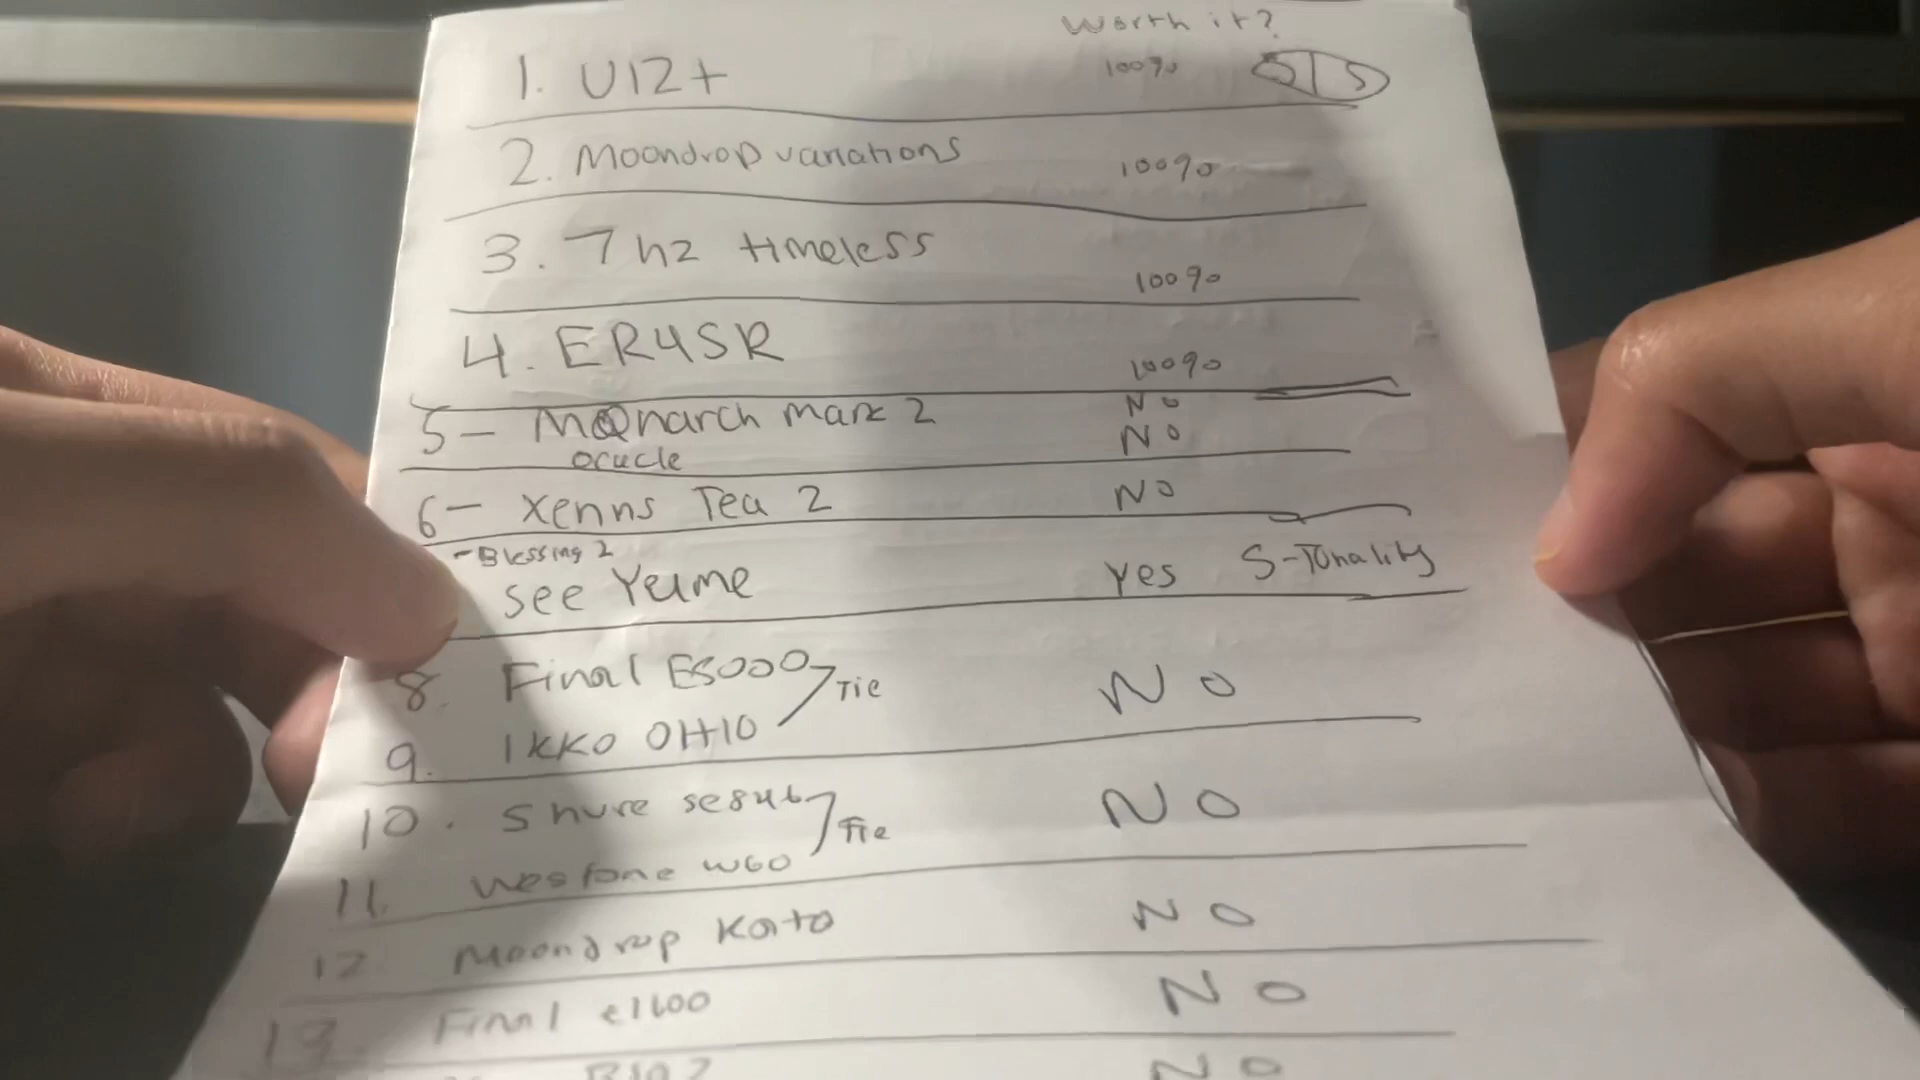 Worth it?
1. U12+ 100% S|S
2. Moondrop variations 100%
3. 7hz timeless 100%
4. ER4SR 100%
5- Monarch Mark 2 No
oracle No
6- Xenns Tea 2 No
-Blessing 2
See Yume Yes S-Tonality
8. Final E5000 Tie No
9. IKKO OH10
10. Shure se846 Tie No
11. Westone W60
12. Moondrop Kato No
13. Final e1600 No
No